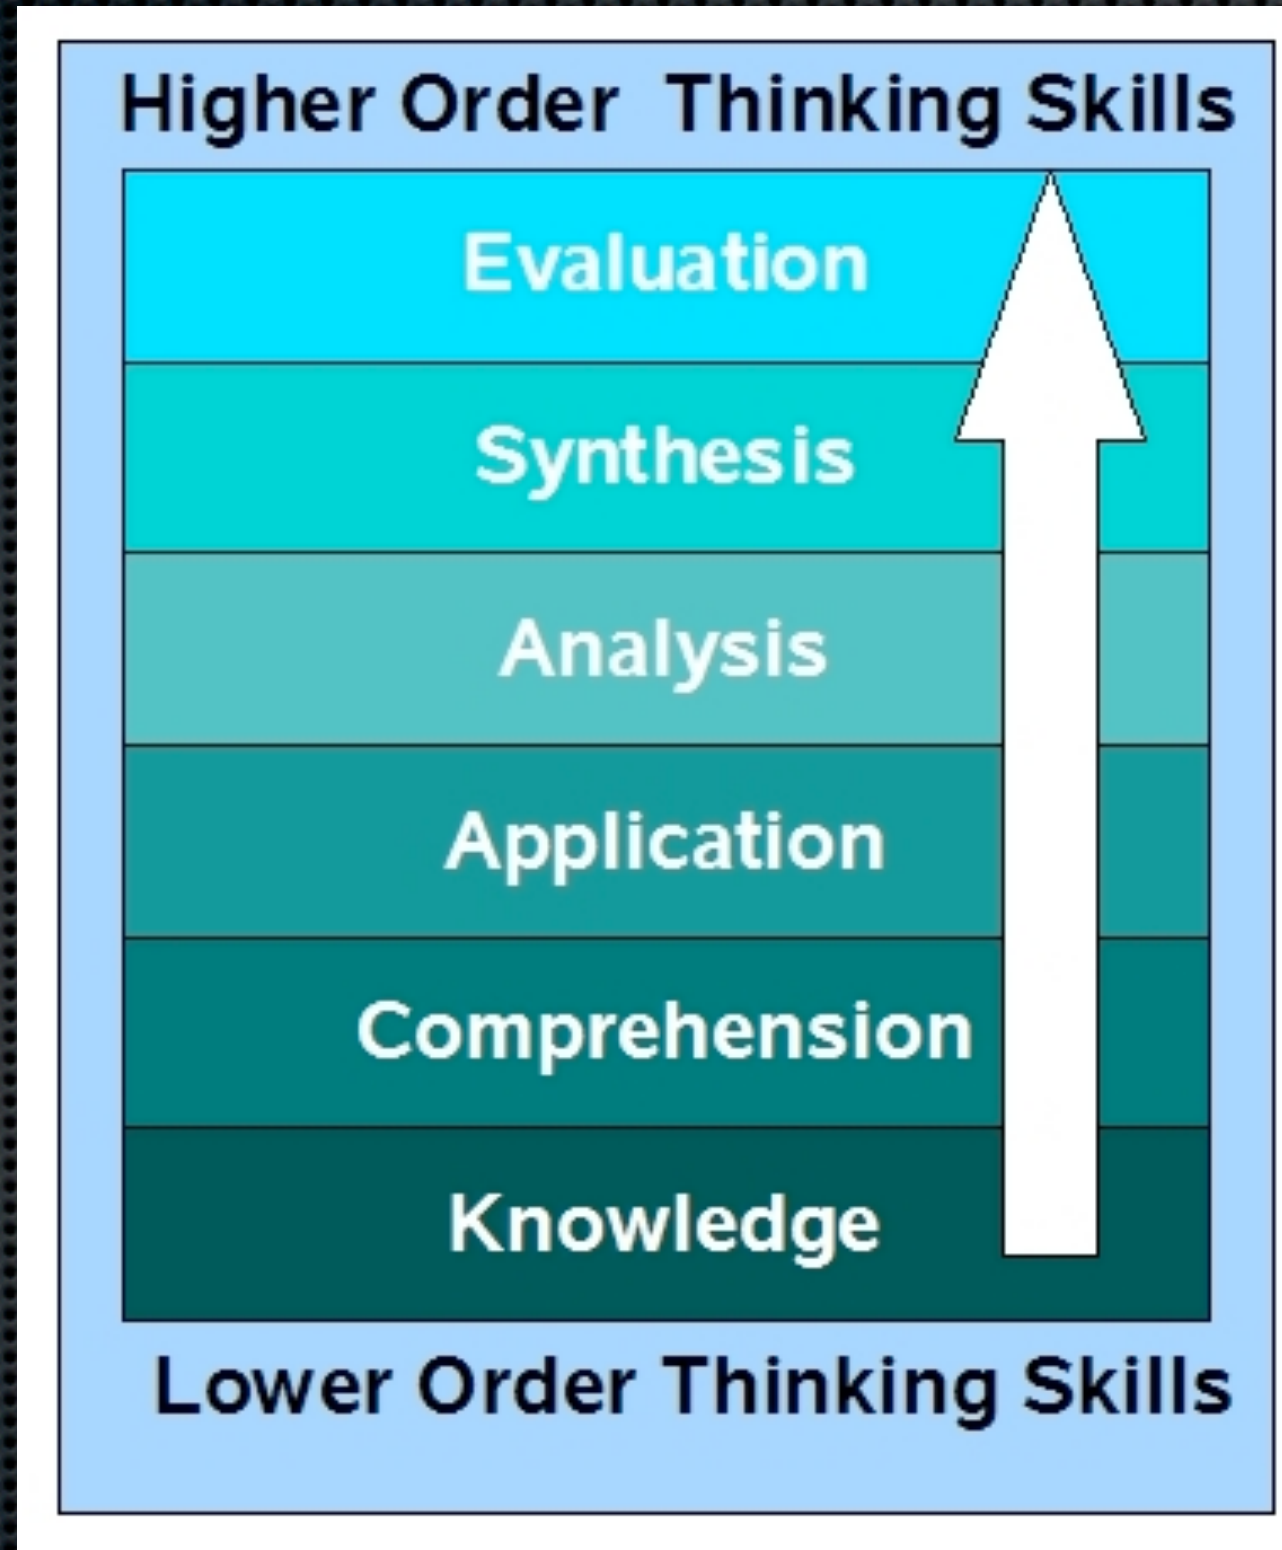 Higher Order Thinking Skills
Evaluation
Synthesis
Analysis
Application
Comprehension
Knowledge
Lower Order Thinking Skills